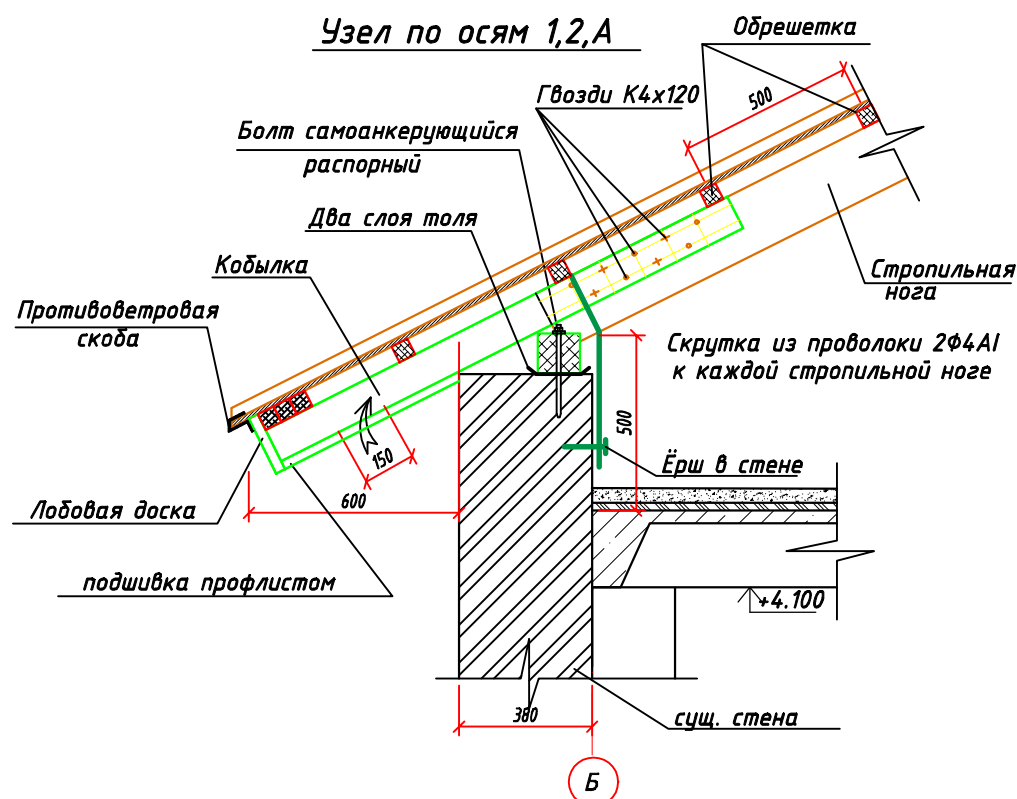 Узел по осям 1,2,А
Обрешетка
Гвозди К4х120
500
Болт самоанкерующийся
распорный
Два слоя толя
Кобылка
Противоветровая
скоба
Стропильная
нога
Скрутка из проволоки 2Ф4АI
к каждой стропильной ноге
500
150
Ёрш в стене
600
Лобовая доска
подшивка профлистом
+4.100
380
сущ. стена
Б